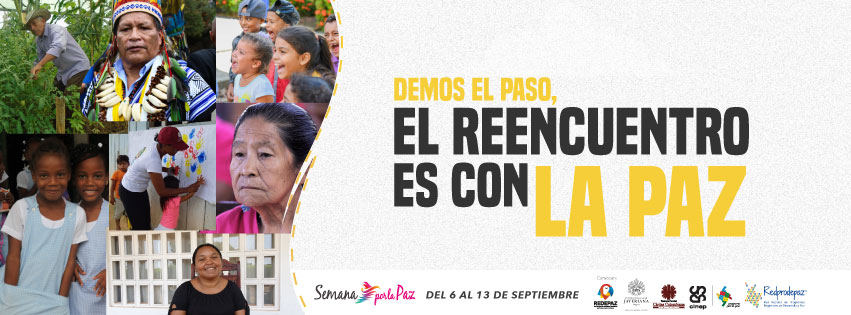 DEMOS EL PASO,
EL REENCUENTRO
ES CON LA PAZ
Semana por la Paz
DEL 6 AL 13 DE SEPTIEMBRE
REDEPAZ
JAVERIANA
cinep
Redprodepaz